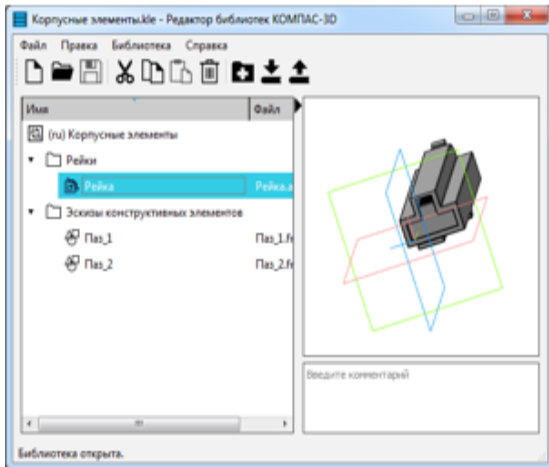 Корпусные элементы.kle - Редактор библиотек КОМПАС-3D
Файл Правка Библиотека Справка
Имя Файл
(ru) Корпусные элементы
Рейки
Рейка Рейка.a
Эскизы конструктивных элементов
Паз_1 Паз_1.fr
Паз_2 Паз_2.fr
Введите комментарий
Библиотека открыта.